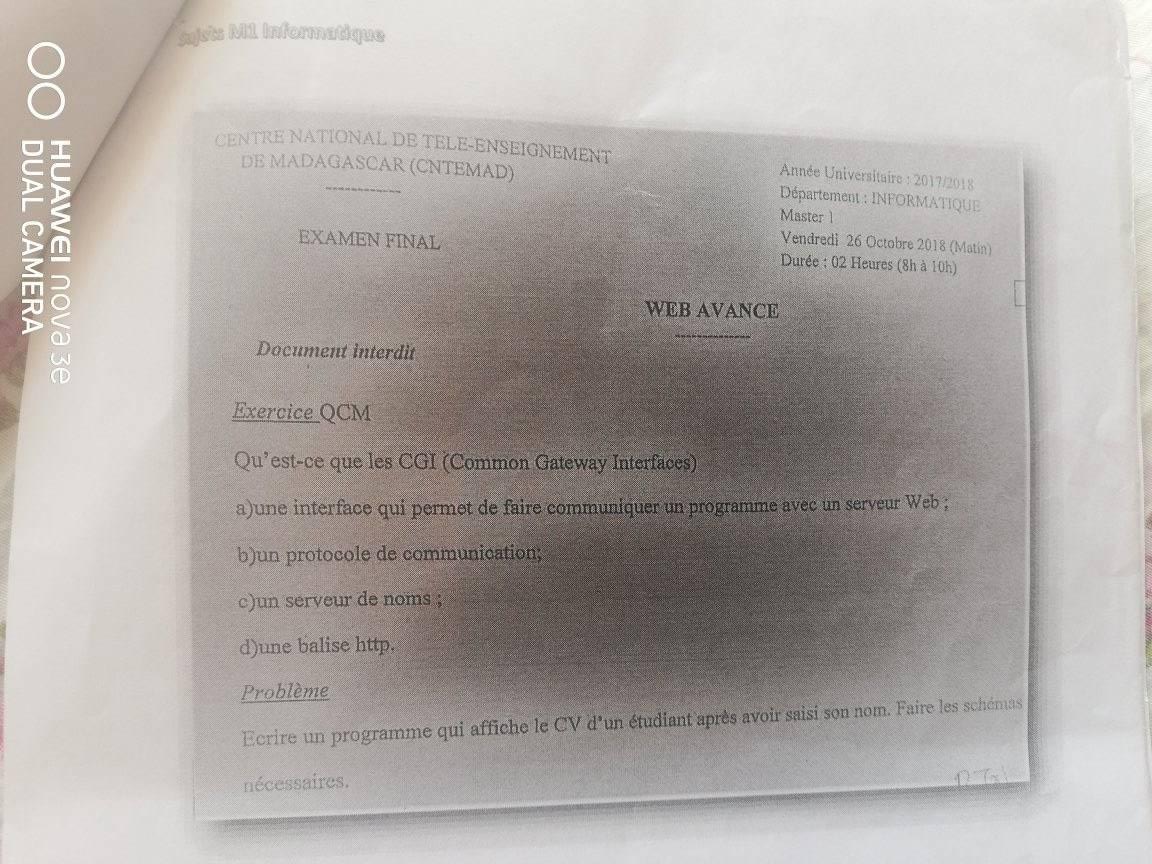 Sujets M1 Informatique
CENTRE NATIONAL DE TELE-ENSEIGNEMENT
DE MADAGASCAR (CNTEMAD)
---------------
EXAMEN FINAL
Année Universitaire : 2017/2018
Département : INFORMATIQUE
Master 1
Vendredi 26 Octobre 2018 (Matin)
Durée : 02 Heures (8h à 10h)
WEB AVANCE
---------------
Document interdit
Exercice QCM
Qu'est-ce que les CGI (Common Gateway Interfaces)
a)une interface qui permet de faire communiquer un programme avec un serveur Web ;
b)un protocole de communication;
c)un serveur de noms ;
d)une balise http.
Problème
Ecrire un programme qui affiche le CV d'un étudiant après avoir saisi son nom. Faire les schémas
nécessaires.
HUAWEI nova 3e
DUAL CAMERA